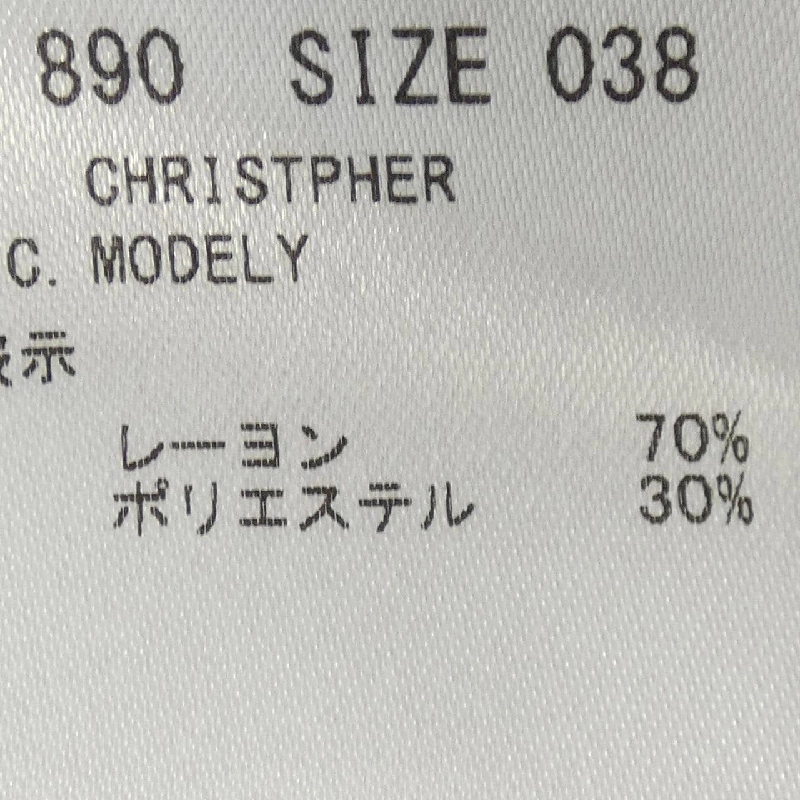 890 SIZE 038
CHRISTPHER
C. MODELY
表示
レーヨン 70%
ポリエステル 30%